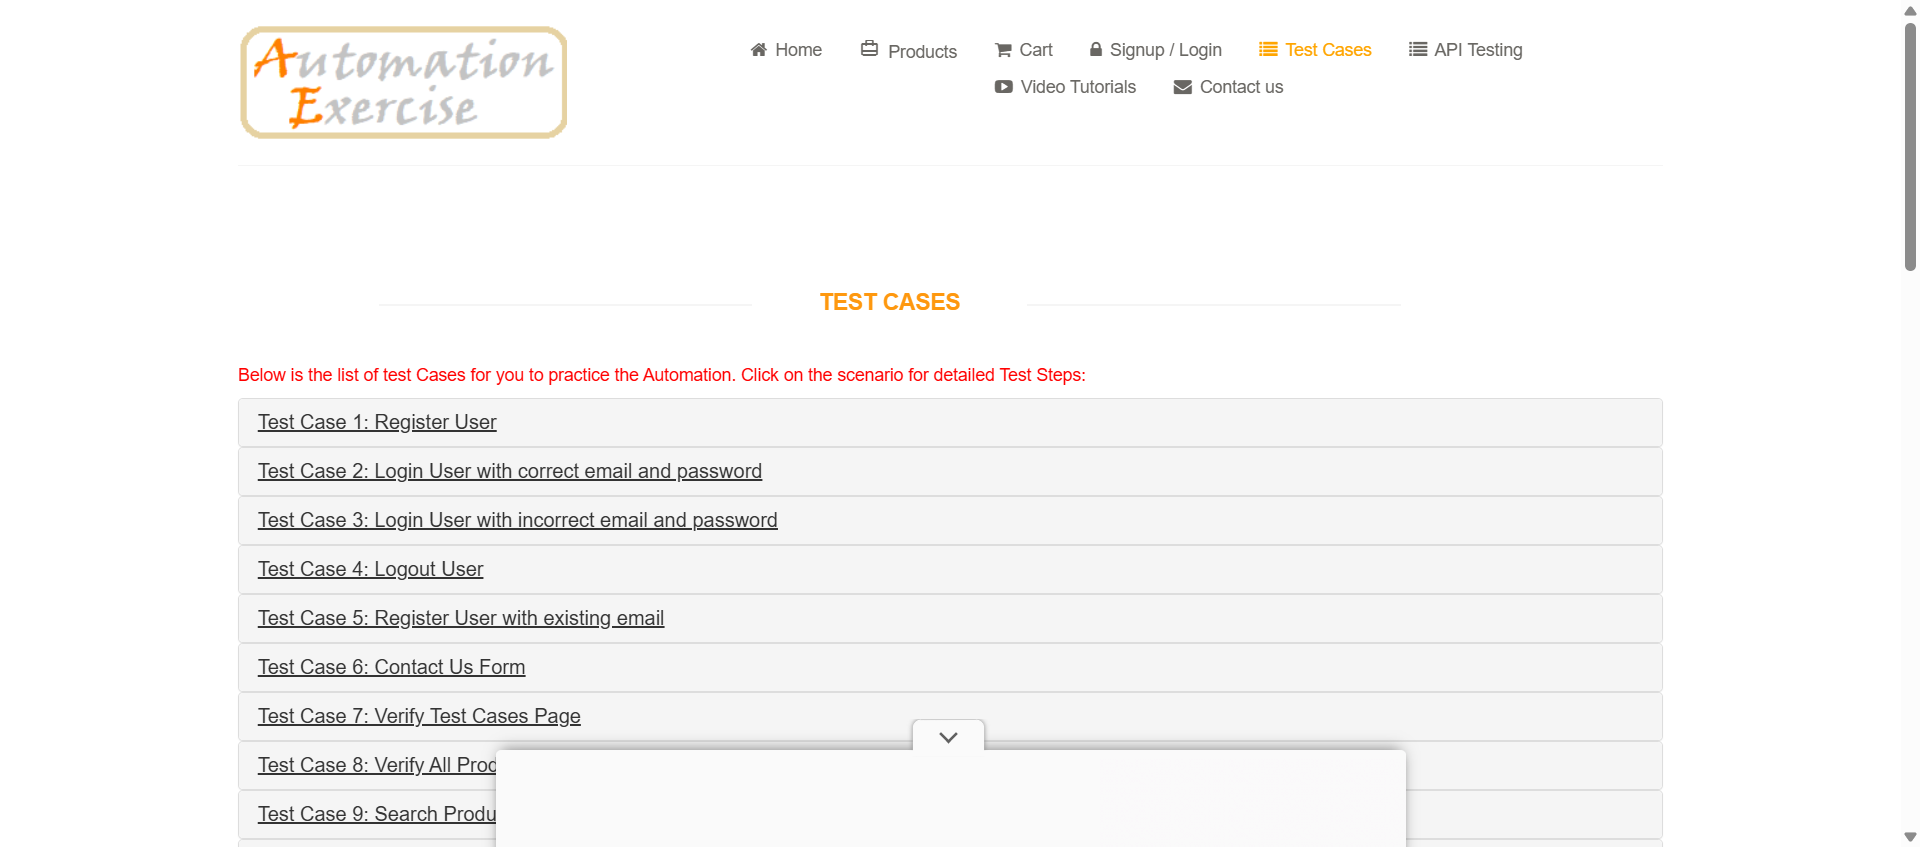 Automation
Exercise
Home Products Cart Signup / Login Test Cases API Testing
Video Tutorials Contact us
TEST CASES
Below is the list of test Cases for you to practice the Automation. Click on the scenario for detailed Test Steps:
Test Case 1: Register User
Test Case 2: Login User with correct email and password
Test Case 3: Login User with incorrect email and password
Test Case 4: Logout User
Test Case 5: Register User with existing email
Test Case 6: Contact Us Form
Test Case 7: Verify Test Cases Page
Test Case 8: Verify All
Test Case 9: Search